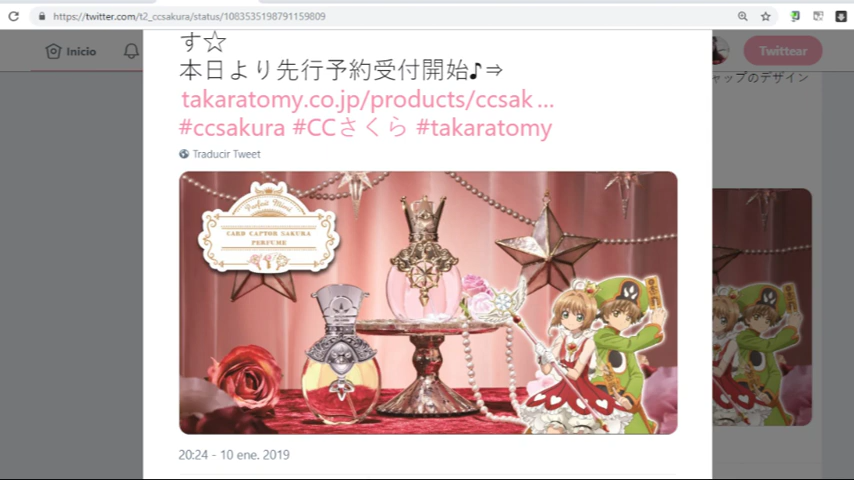 https://twitter.com/t2_ccsakura/status/1083535198791159809
Inicio
Twittear
す☆
本日より先行予約受付開始♪⇒
takaratomy.co.jp/products/ccsak…
#ccsakura #CCさくら #takaratomy
Traducir Tweet
Parfait Mimi
CARD CAPTOR SAKURA
PERFUME
20:24 - 10 ene. 2019
ャップのデザイン